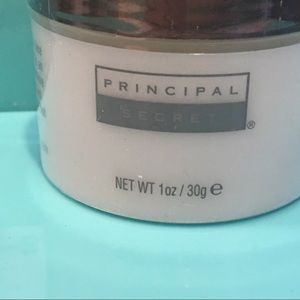 PRINCIPAL
SECRET ®
NET WT 1oz / 30g ℮